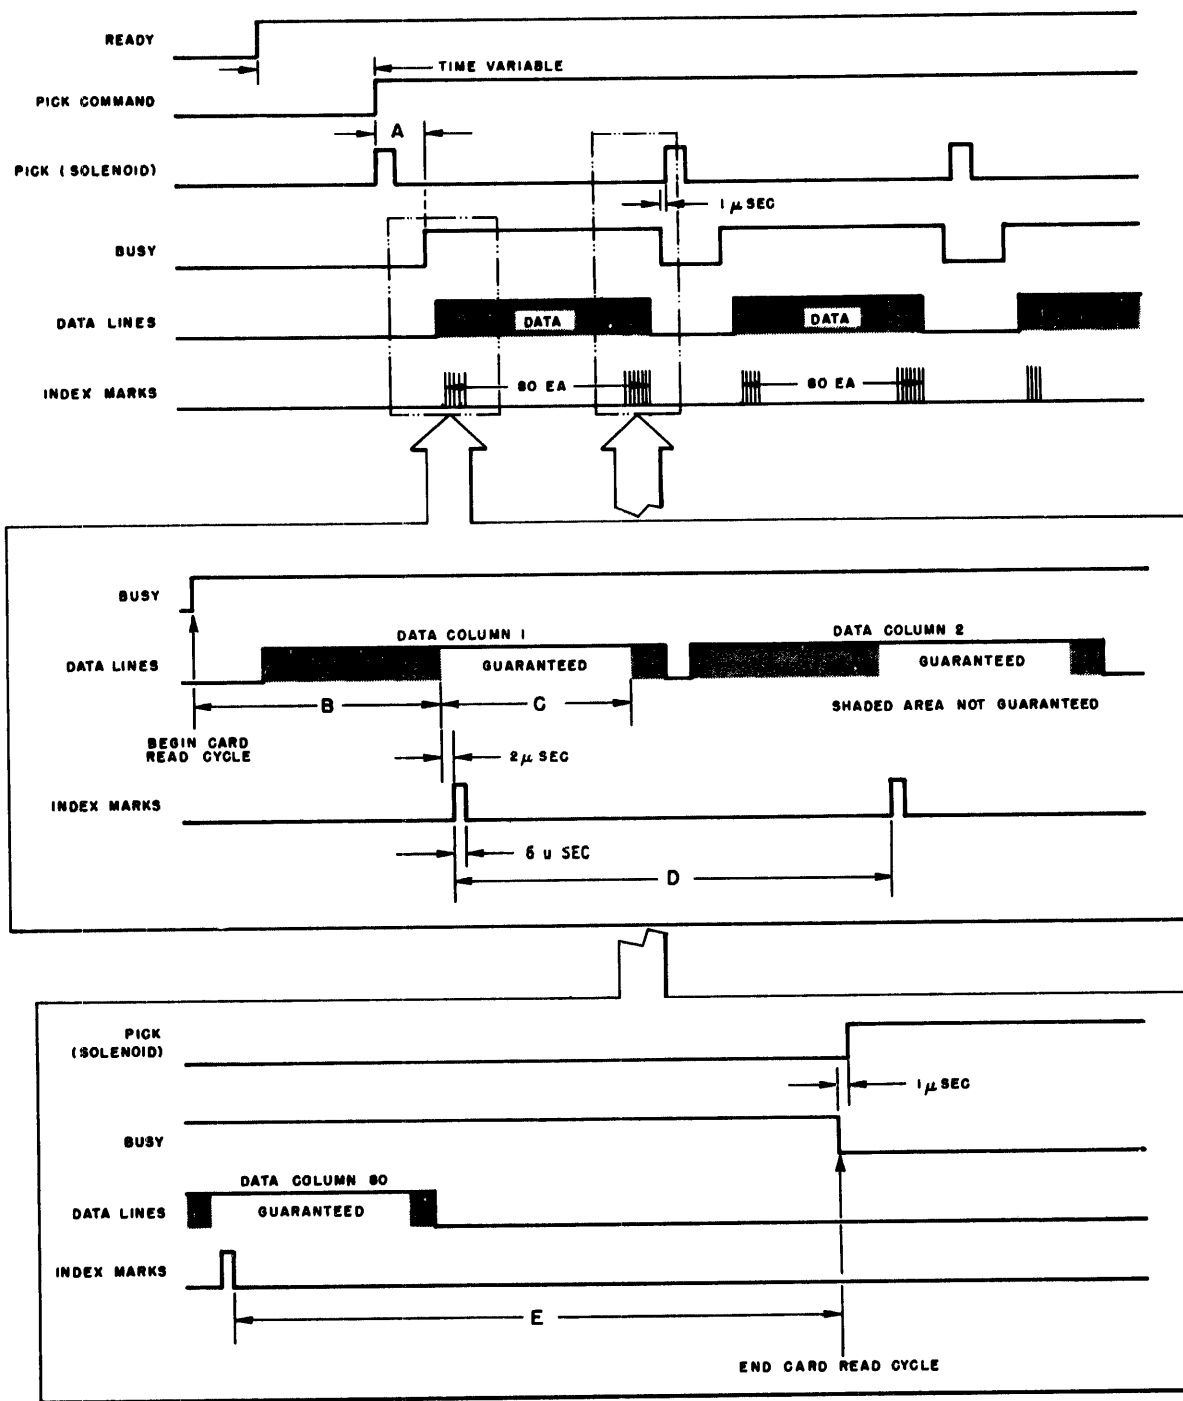 READY
TIME VARIABLE
PICK COMMAND
A
PICK (SOLENOID)
1 μ SEC
BUSY
DATA LINES
DATA
DATA
INDEX MARKS
80 EA
80 EA
BUSY
DATA COLUMN 1
DATA COLUMN 2
DATA LINES
GUARANTEED
GUARANTEED
B
C
SHADED AREA NOT GUARANTEED
BEGIN CARD
READ CYCLE
2 μ SEC
INDEX MARKS
6 u SEC
D
PICK
(SOLENOID)
1 μ SEC
BUSY
DATA COLUMN 80
DATA LINES
GUARANTEED
INDEX MARKS
E
END CARD READ CYCLE